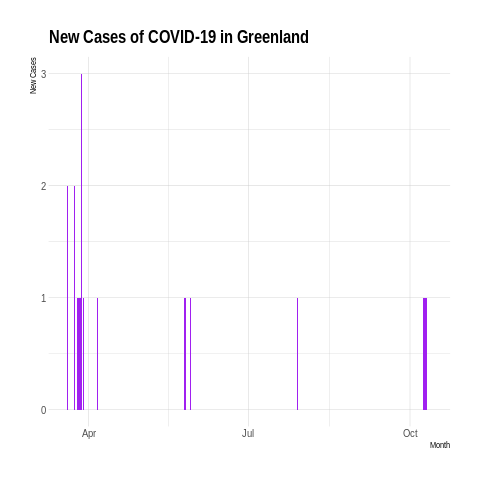 New Cases of COVID-19 in Greenland
New Cases
3
2
1
0
Apr
Jul
Oct
Month